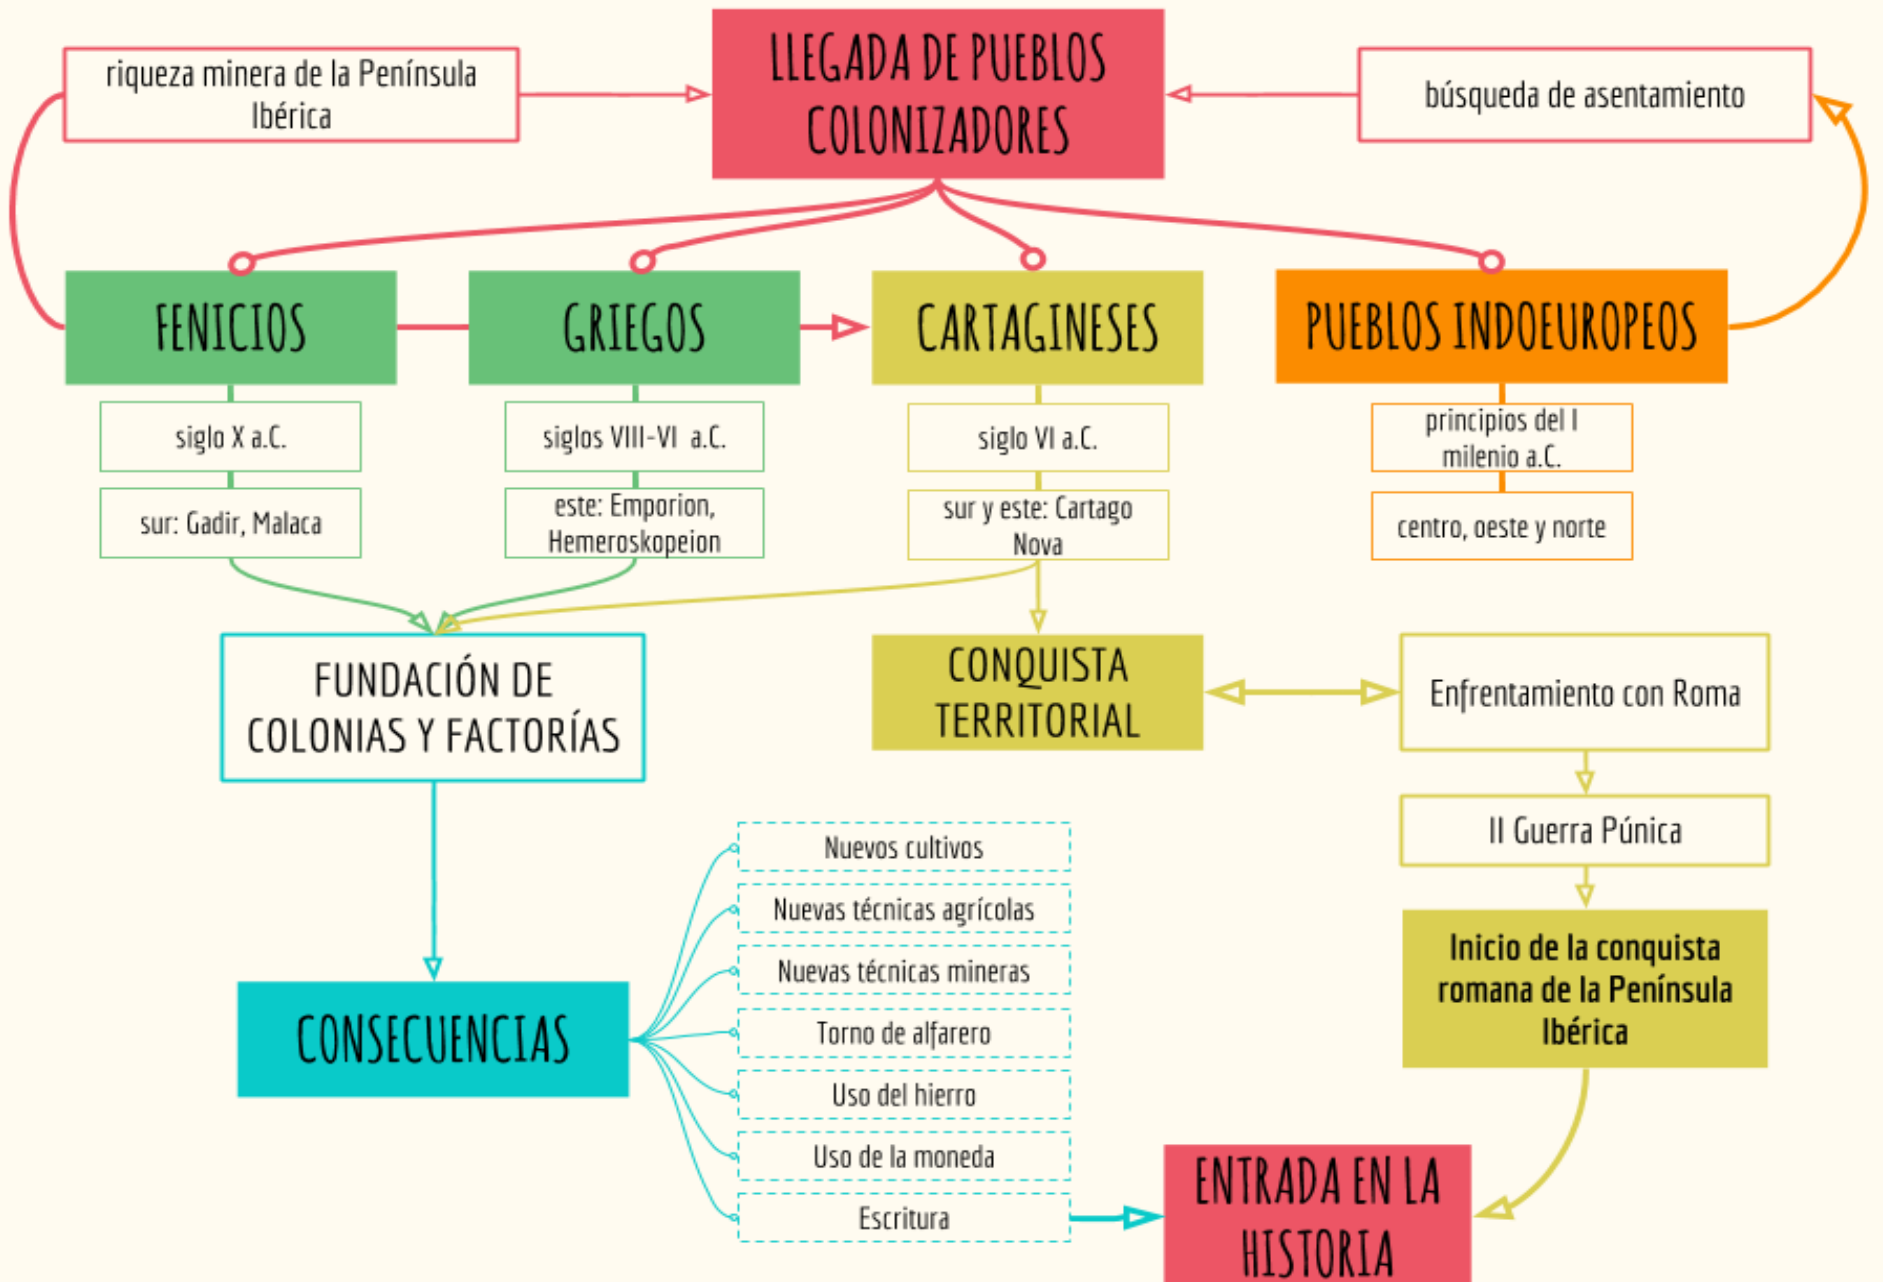 LLEGADA DE PUEBLOS
COLONIZADORES
riqueza minera de la Península
Ibérica
búsqueda de asentamiento
FENICIOS
GRIEGOS
CARTAGINESES
PUEBLOS INDOEUROPEOS
siglo X a.C.
siglos VIII-VI a.C.
siglo VI a.C.
principios del I
milenio a.C.
sur: Gadir, Malaca
este: Emporion,
Hemeroskopeion
sur y este: Cartago
Nova
centro, oeste y norte
FUNDACIÓN DE
COLONIAS Y FACTORÍAS
CONQUISTA
TERRITORIAL
Enfrentamiento con Roma
II Guerra Púnica
Inicio de la conquista
romana de la Península
Ibérica
CONSECUENCIAS
Nuevos cultivos
Nuevas técnicas agrícolas
Nuevas técnicas mineras
Torno de alfarero
Uso del hierro
Uso de la moneda
Escritura
ENTRADA EN LA
HISTORIA